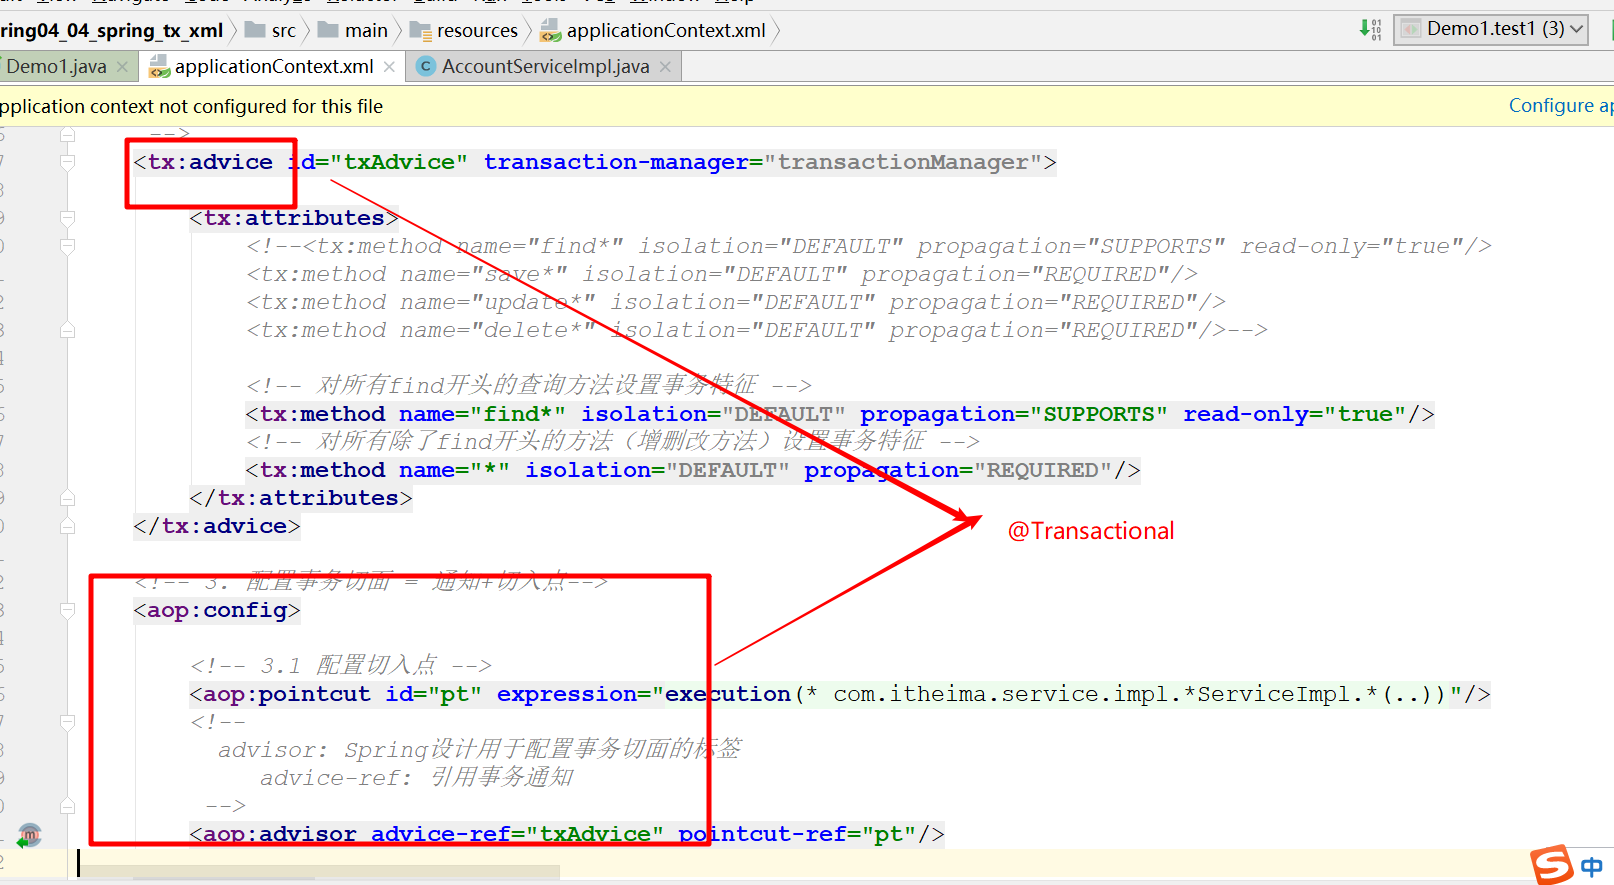 ring04_04_spring_tx_xml src main resources applicationContext.xml Demo1.test1 (3)
Demo1.java applicationContext.xml AccountServiceImpl.java
pplication context not configured for this file Configure ap
-->
<tx:advice id="txAdvice" transaction-manager="transactionManager">
<tx:attributes>
<!--<tx:method name="find*" isolation="DEFAULT" propagation="SUPPORTS" read-only="true"/>
<tx:method name="save*" isolation="DEFAULT" propagation="REQUIRED"/>
<tx:method name="update*" isolation="DEFAULT" propagation="REQUIRED"/>
<tx:method name="delete*" isolation="DEFAULT" propagation="REQUIRED"/>-->
<!-- 对所有find开头的查询方法设置事务特征 -->
<tx:method name="find*" isolation="DEFAULT" propagation="SUPPORTS" read-only="true"/>
<!-- 对所有除了find开头的方法（增删改方法）设置事务特征 -->
<tx:method name="*" isolation="DEFAULT" propagation="REQUIRED"/>
</tx:attributes>
</tx:advice>
@Transactional
<!-- 3. 配置事务切面 = 通知+切入点-->
<aop:config>
<!-- 3.1 配置切入点 -->
<aop:pointcut id="pt" expression="execution(* com.itheima.service.impl.*ServiceImpl.*(..))"/>
<!--
advisor: Spring设计用于配置事务切面的标签
advice-ref: 引用事务通知
-->
<aop:advisor advice-ref="txAdvice" pointcut-ref="pt"/>
中